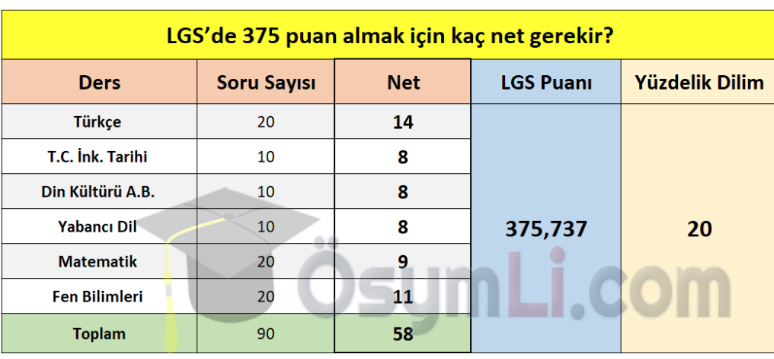 LGS'de 375 puan almak için kaç net gerekir?
Ders Soru Sayısı Net LGS Puanı Yüzdelik Dilim
Türkçe 20 14
T.C. İnk. Tarihi 10 8
Din Kültürü A.B. 10 8
Yabancı Dil 10 8 375,737 20
Matematik 20 9
Fen Bilimleri 20 11
Toplam 90 58
ÖsymLi.com